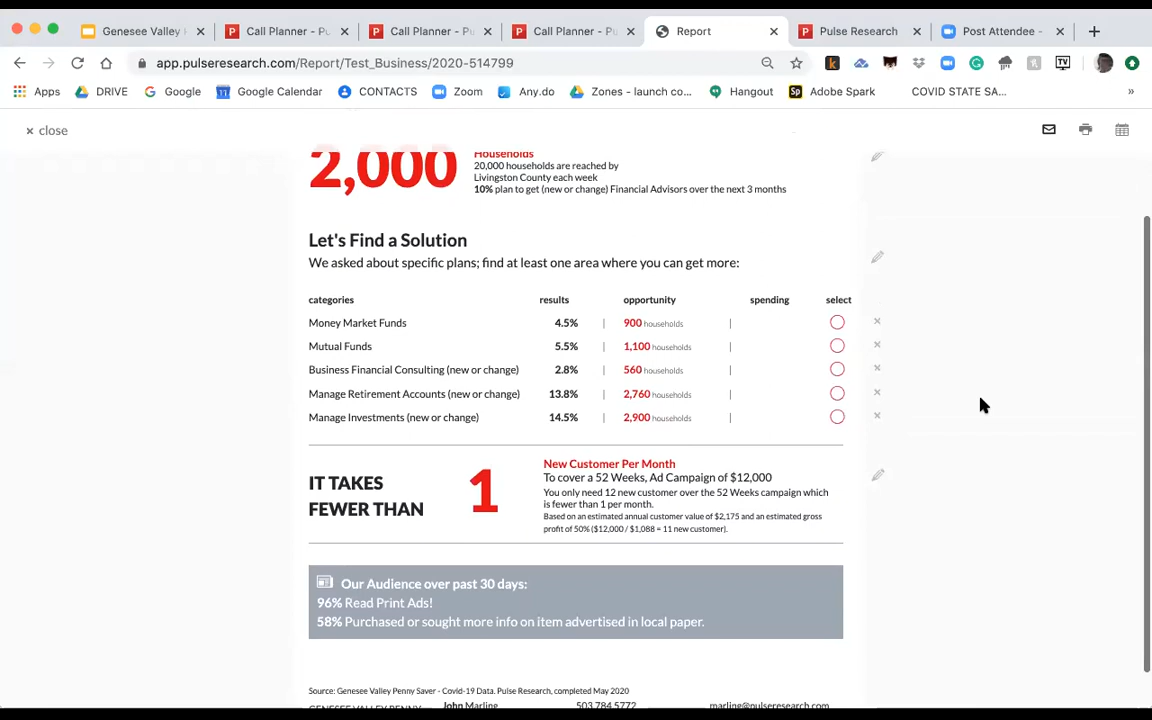 Genesee Valley
Call Planner - Pu
Call Planner - Pu
Call Planner - Pu
Report
Pulse Research
Post Attendee -
app.pulseresearch.com/Report/Test_Business/2020-514799
Apps
DRIVE
Google
Google Calendar
CONTACTS
Zoom
Any.do
Zones - launch co...
Hangout
Adobe Spark
COVID STATE SA...
× close
2,000
Households
20,000 households are reached by
Livingston County each week
10% plan to get (new or change) Financial Advisors over the next 3 months
Let's Find a Solution
We asked about specific plans; find at least one area where you can get more:
categories results opportunity spending select
Money Market Funds 4.5% | 900 households |
Mutual Funds 5.5% | 1,100 households |
Business Financial Consulting (new or change) 2.8% | 560 households |
Manage Retirement Accounts (new or change) 13.8% | 2,760 households |
Manage Investments (new or change) 14.5% | 2,900 households |
IT TAKES
FEWER THAN
1
New Customer Per Month
To cover a 52 Weeks, Ad Campaign of $12,000
You only need 12 new customer over the 52 Weeks campaign which
is fewer than 1 per month.
Based on an estimated annual customer value of $2,175 and an estimated gross
profit of 50% ($12,000 / $1,088 = 11 new customer).
Our Audience over past 30 days:
96% Read Print Ads!
58% Purchased or sought more info on item advertised in local paper.
Source: Genesee Valley Penny Saver - Covid-19 Data. Pulse Research, completed May 2020
GENESEE VALLEY PENNY John Marling 503.784.5772 marling@pulseresearch.com